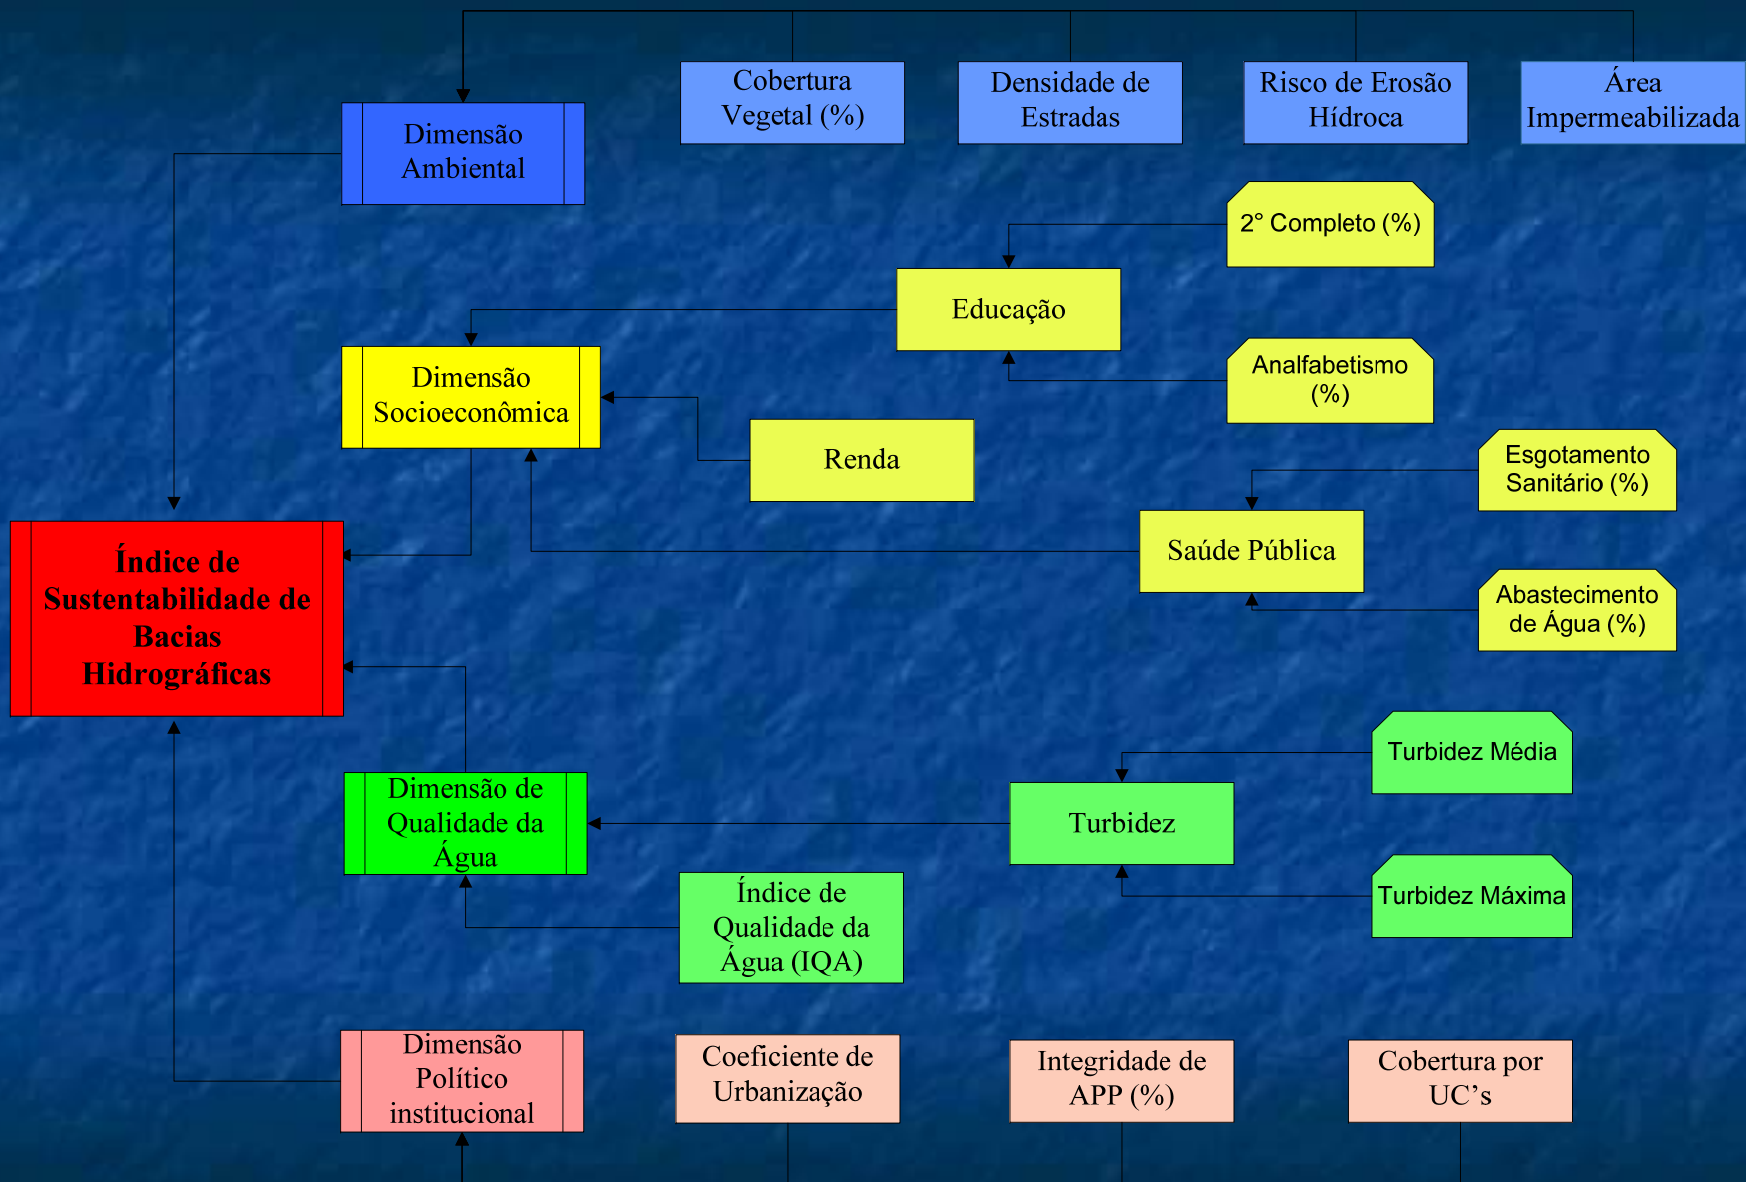 Cobertura
Vegetal (%)
Densidade de
Estradas
Risco de Erosão
Hídroca
Área
Impermeabilizada
Dimensão
Ambiental
2° Completo (%)
Educação
Analfabetismo
(%)
Dimensão
Socioeconômica
Renda
Esgotamento
Sanitário (%)
Saúde Pública
Abastecimento
de Água (%)
Índice de
Sustentabilidade de
Bacias
Hidrográficas
Turbidez Média
Dimensão de
Qualidade da
Água
Turbidez
Turbidez Máxima
Índice de
Qualidade da
Água (IQA)
Dimensão
Político
institucional
Coeficiente de
Urbanização
Integridade de
APP (%)
Cobertura por
UC’s